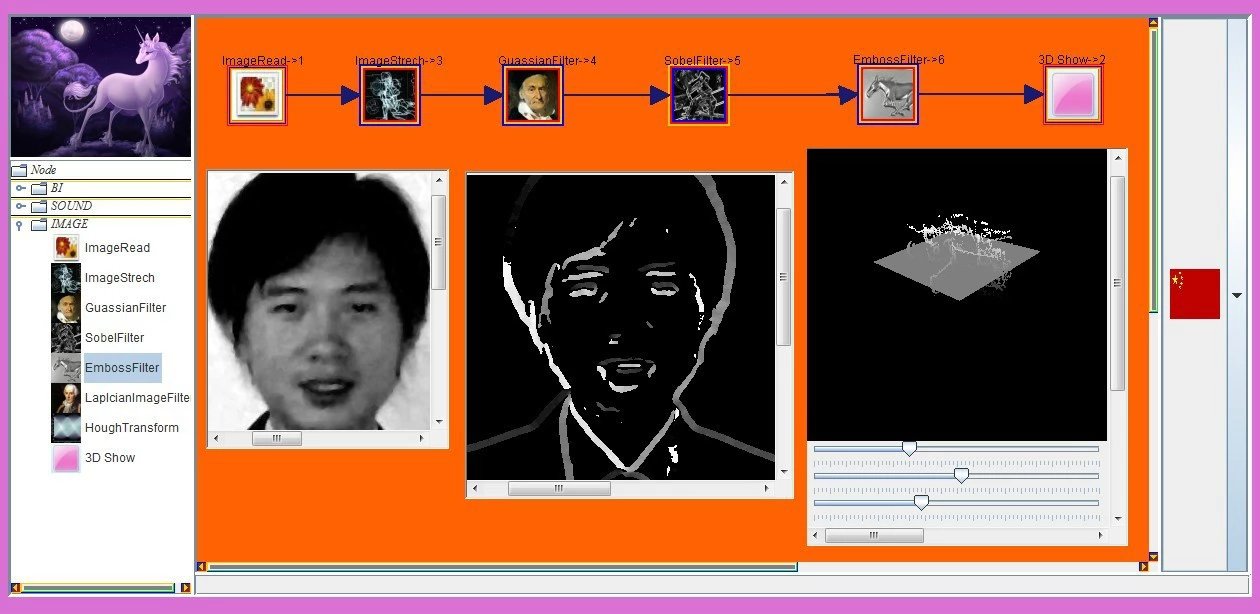 ImageRead->1
ImageStrech->3
GuassianFilter->4
SobelFilter->5
EmbossFilter->6
3D Show->2
Node
BI
SOUND
IMAGE
ImageRead
ImageStrech
GuassianFilter
SobelFilter
EmbossFilter
LaplcianImageFilte
HoughTransform
3D Show